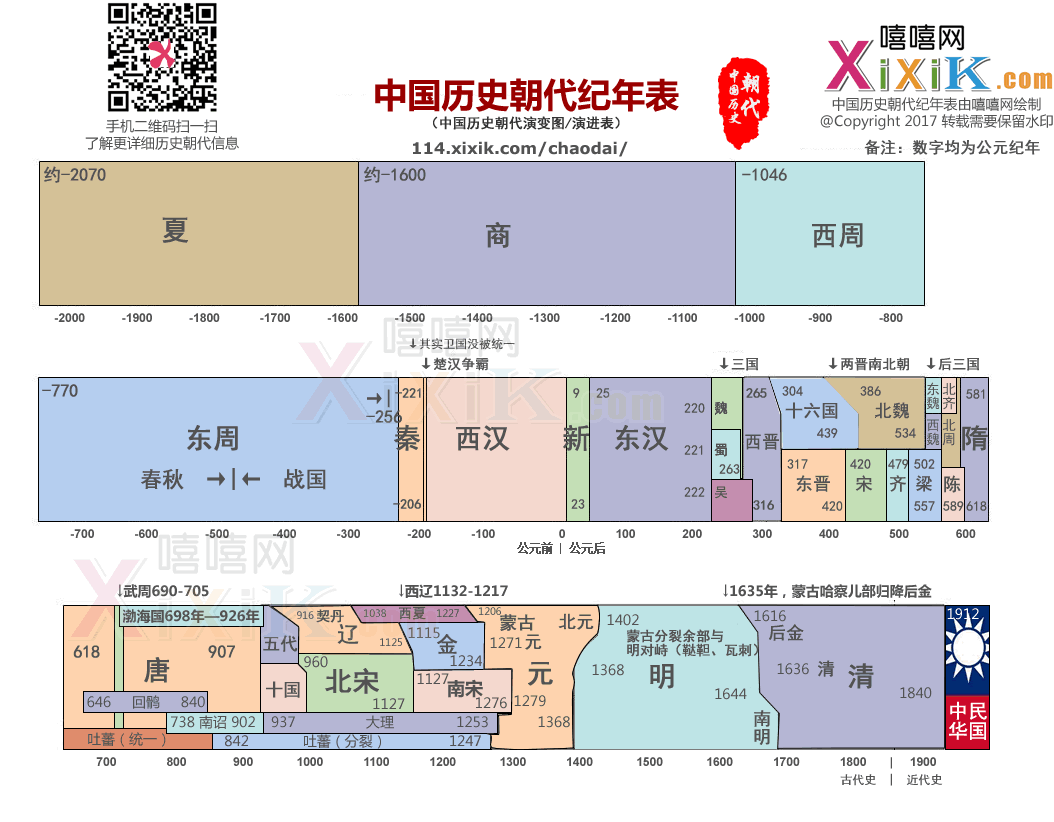 嘻嘻网
XiXiK.com
中国历史朝代纪年表
(中国历史朝代演变图/演进表)
114.xixik.com/chaodai/
朝代
中国历史
手机二维码扫一扫
了解更详细历史朝代信息
中国历史朝代纪年表由嘻嘻网绘制
@Copyright 2017 转载需要保留水印
备注：数字均为公元纪年
约-2070
夏
约-1600
商
-1046
西周
-2000 -1900 -1800 -1700 -1600 -1500 -1400 -1300 -1200 -1100 -1000 -900 -800
嘻嘻网
XiXiK.com
↓其实卫国没被统一
↓楚汉争霸
↓三国
↓两晋南北朝
↓后三国
-770
东周
春秋 →|← 战国
→|
-256
-221
秦
-206
西汉
9
新
23
25
东汉
220
魏
221
蜀
263
222
吴
265
西晋
316
304
十六国
439
386
北魏
534
东魏
北齐
西魏
北周
317
东晋
420
420
宋
479
齐
502
梁
557
陈
589
581
隋
618
-700 -600 -500 -400 -300 -200 -100 0 100 200 300 400 500 600
公元前 | 公元后
嘻嘻网
XiXiK
↓武周690-705
↓西辽1132-1217
↓1635年，蒙古哈察儿部归降后金
渤海国698年—926年
618
唐
907
646 回鹘 840
738 南诏 902
吐蕃（统一）
842 吐蕃（分裂） 1247
五代
十国
916 契丹
辽
1125
960
北宋
1127
937 大理 1253
1038 西夏 1227
1115
金
1234
1127
南宋
1276
1206
蒙古
1271 元
北元
元
1279
1368
1402
蒙古分裂余部与
明对峙（鞑靼、瓦剌）
1368
明
1644
南明
1616
后金
1636 清
清
1840
1912
中民
华国
700 800 900 1000 1100 1200 1300 1400 1500 1600 1700 1800 1900
古代史 | 近代史